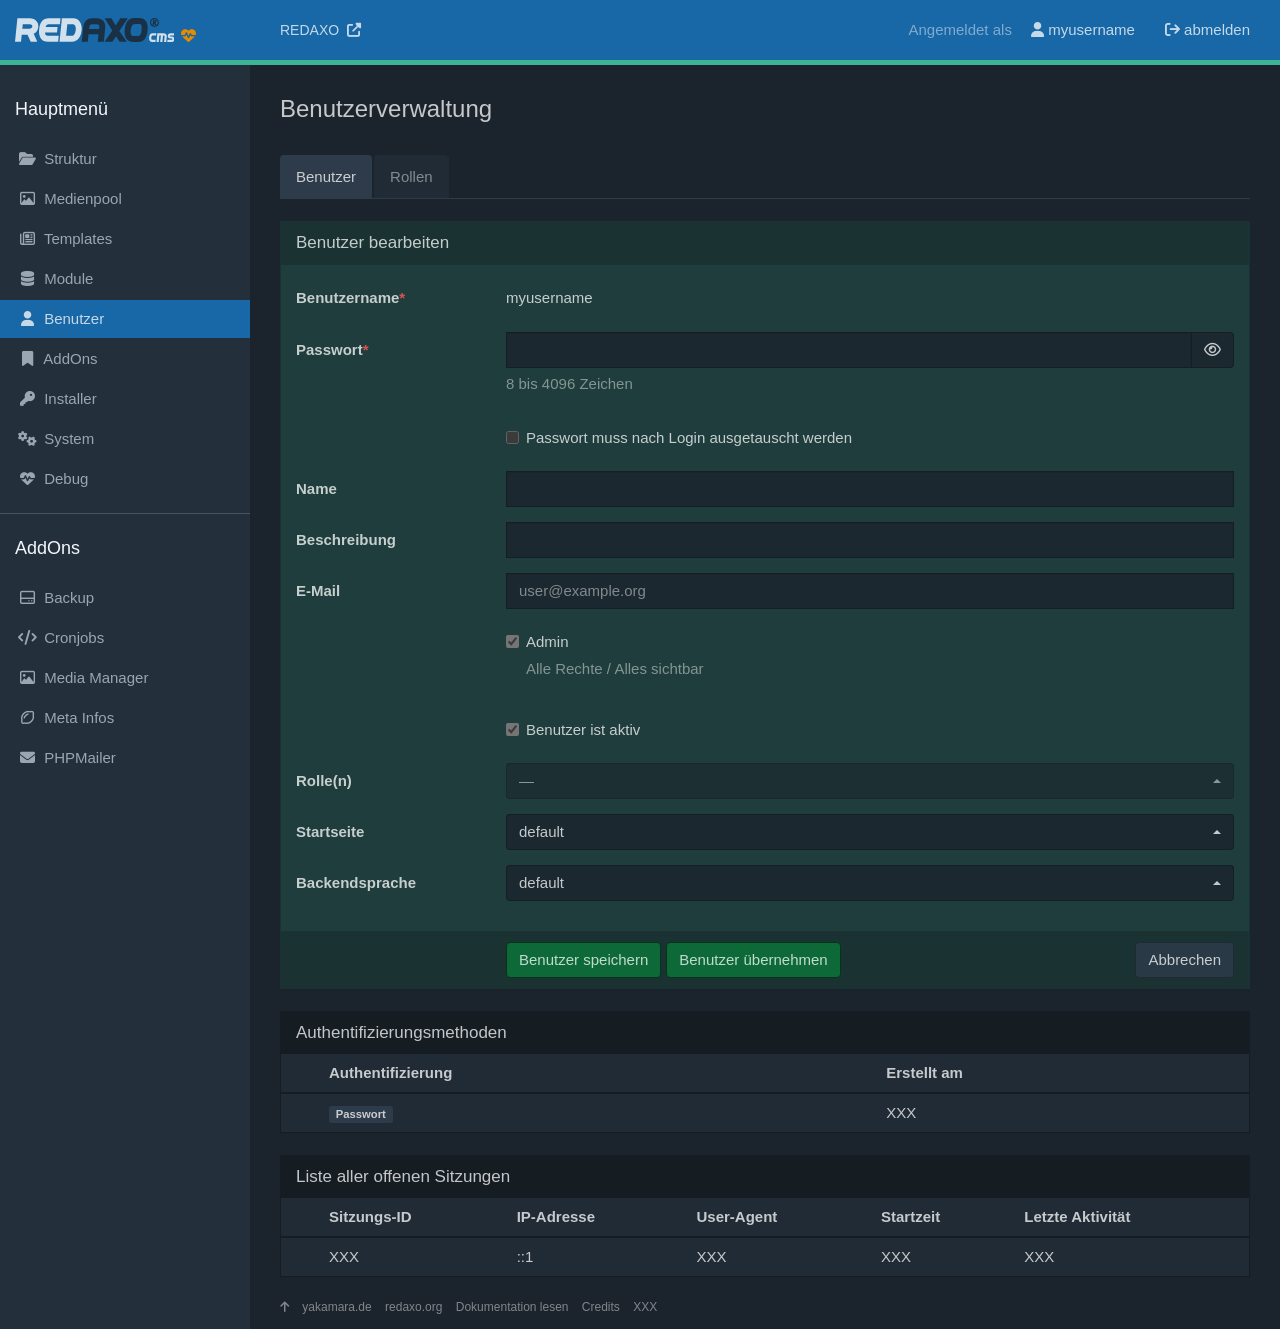 REDAXO® cms
REDAXO
Angemeldet als myusername abmelden
Hauptmenü
Struktur
Medienpool
Templates
Module
Benutzer
AddOns
Installer
System
Debug
AddOns
Backup
Cronjobs
Media Manager
Meta Infos
PHPMailer
Benutzerverwaltung
Benutzer Rollen
Benutzer bearbeiten
Benutzername* myusername
Passwort*
8 bis 4096 Zeichen
Passwort muss nach Login ausgetauscht werden
Name
Beschreibung
E-Mail user@example.org
Admin
Alle Rechte / Alles sichtbar
Benutzer ist aktiv
Rolle(n) —
Startseite default
Backendsprache default
Benutzer speichern Benutzer übernehmen Abbrechen
Authentifizierungsmethoden
Authentifizierung Erstellt am
Passwort XXX
Liste aller offenen Sitzungen
Sitzungs-ID IP-Adresse User-Agent Startzeit Letzte Aktivität
XXX ::1 XXX XXX XXX
yakamara.de redaxo.org Dokumentation lesen Credits XXX